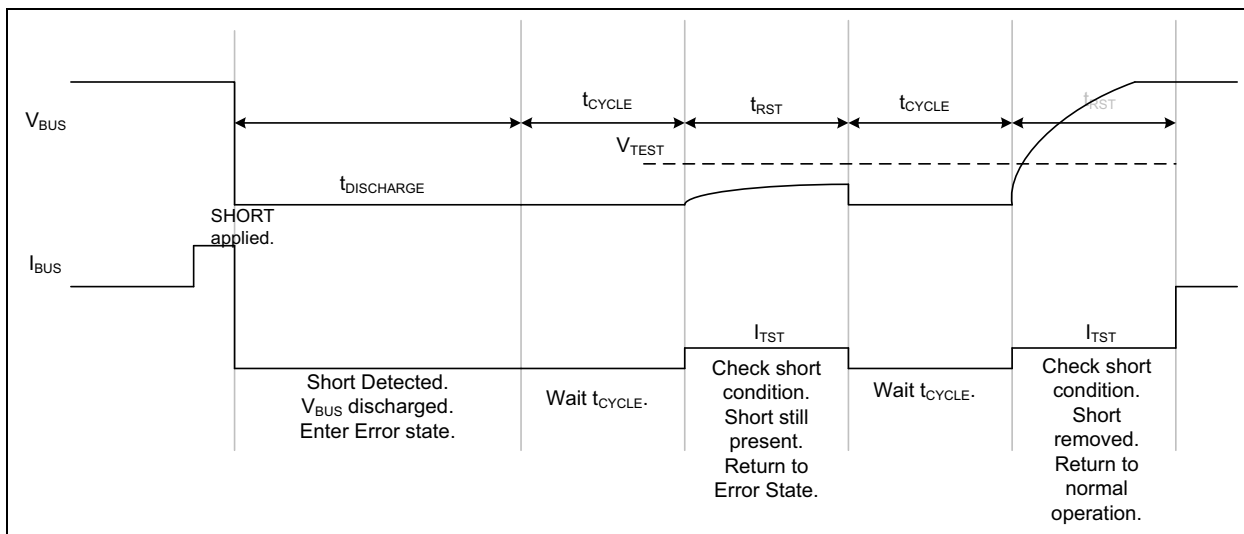 tCYCLE
tRST
tCYCLE
tRST
VBUS
VTEST
tDISCHARGE
SHORT
applied.
IBUS
ITST
ITST
Short Detected.
VBUS discharged.
Enter Error state.
Wait tCYCLE.
Check short
condition.
Short still
present.
Return to
Error State.
Wait tCYCLE.
Check short
condition.
Short
removed.
Return to
normal
operation.